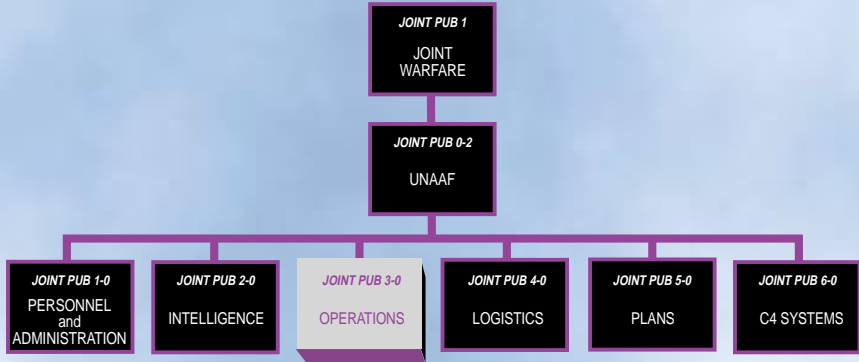 JOINT PUB 1
JOINT
WARFARE
JOINT PUB 0-2
UNAAF
JOINT PUB 1-0
PERSONNEL
and
ADMINISTRATION
JOINT PUB 2-0
INTELLIGENCE
JOINT PUB 3-0
OPERATIONS
JOINT PUB 4-0
LOGISTICS
JOINT PUB 5-0
PLANS
JOINT PUB 6-0
C4 SYSTEMS